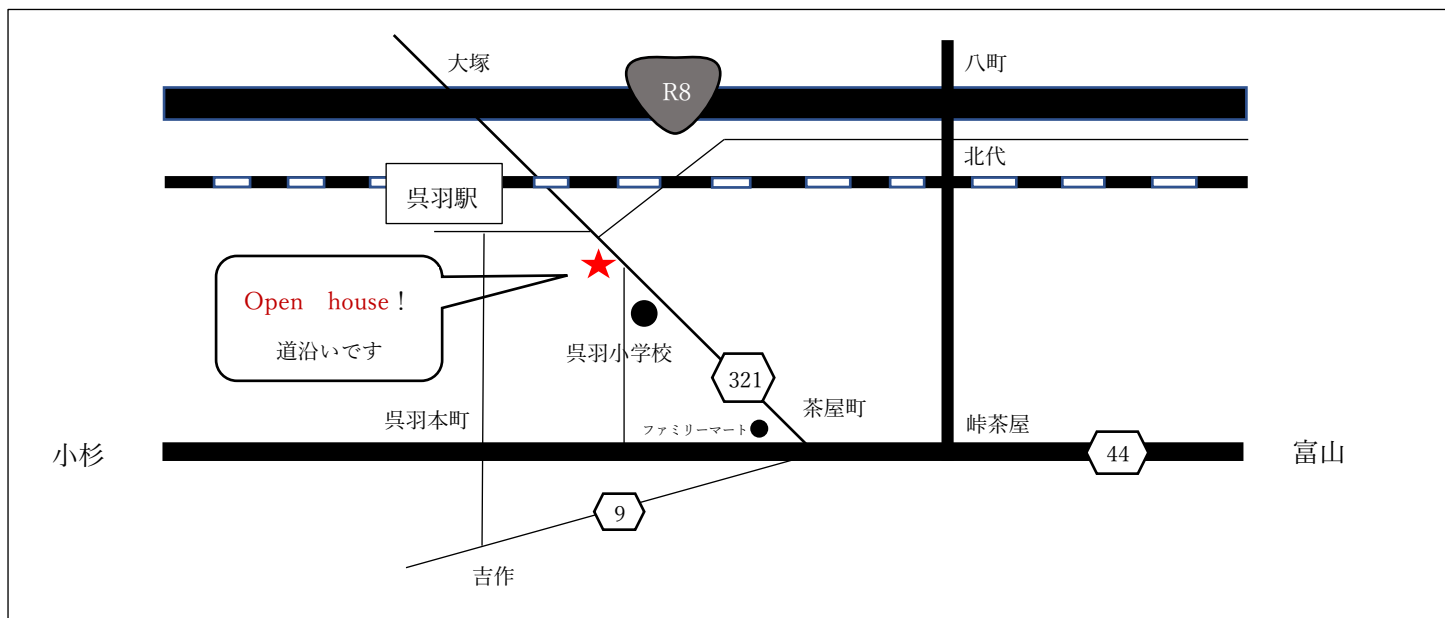 大塚
R8
八町
北代
呉羽駅
Open　house！
道沿いです
呉羽小学校
321
茶屋町
呉羽本町
ファミリーマート
峠茶屋
小杉
44
富山
9
吉作